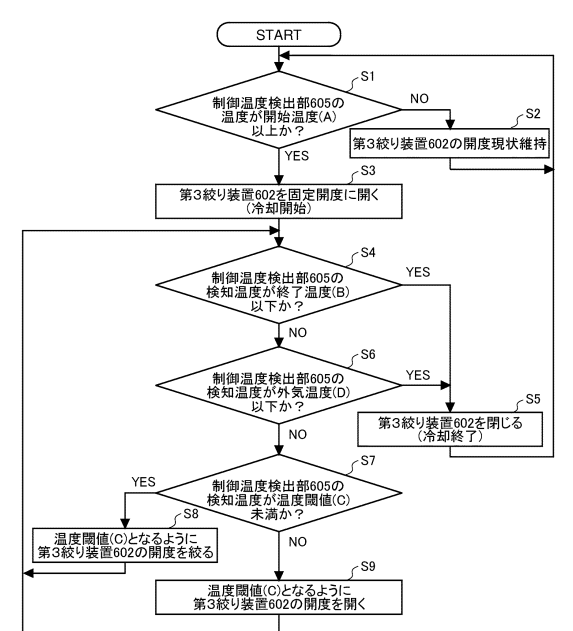 START
S1
制御温度検出部605の
温度が開始温度(A)
以上か?
NO
S2
第3絞り装置602の開度現状維持
YES
S3
第3絞り装置602を固定開度に開く
(冷却開始)
S4
制御温度検出部605の
検知温度が終了温度(B)
以下か?
YES
NO
S6
制御温度検出部605の
検知温度が外気温度(D)
以下か?
YES
S5
第3絞り装置602を閉じる
(冷却終了)
NO
S7
制御温度検出部605の
検知温度が温度閾値(C)
未満か?
YES
S8
温度閾値(C)となるように
第3絞り装置602の開度を絞る
NO
S9
温度閾値(C)となるように
第3絞り装置602の開度を開く